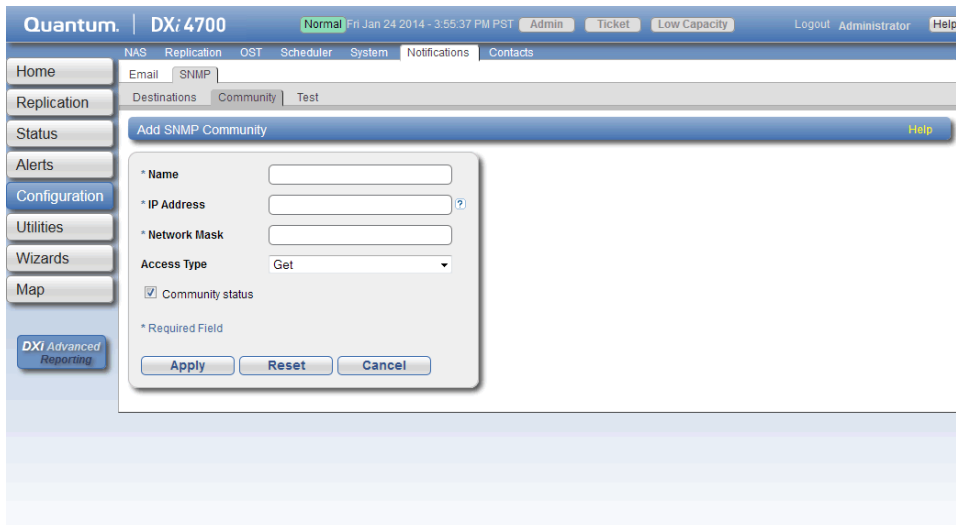 Quantum. DXi 4700 Normal Fri Jan 24 2014 - 3:55:37 PM PST Admin Ticket Low Capacity Logout Administrator Help
NAS Replication OST Scheduler System Notifications Contacts
Email SNMP
Destinations Community Test
Home
Replication
Status
Alerts
Configuration
Utilities
Wizards
Map
DXi Advanced
Reporting
Add SNMP Community Help
* Name
* IP Address ?
* Network Mask
Access Type Get
Community status
* Required Field
Apply Reset Cancel